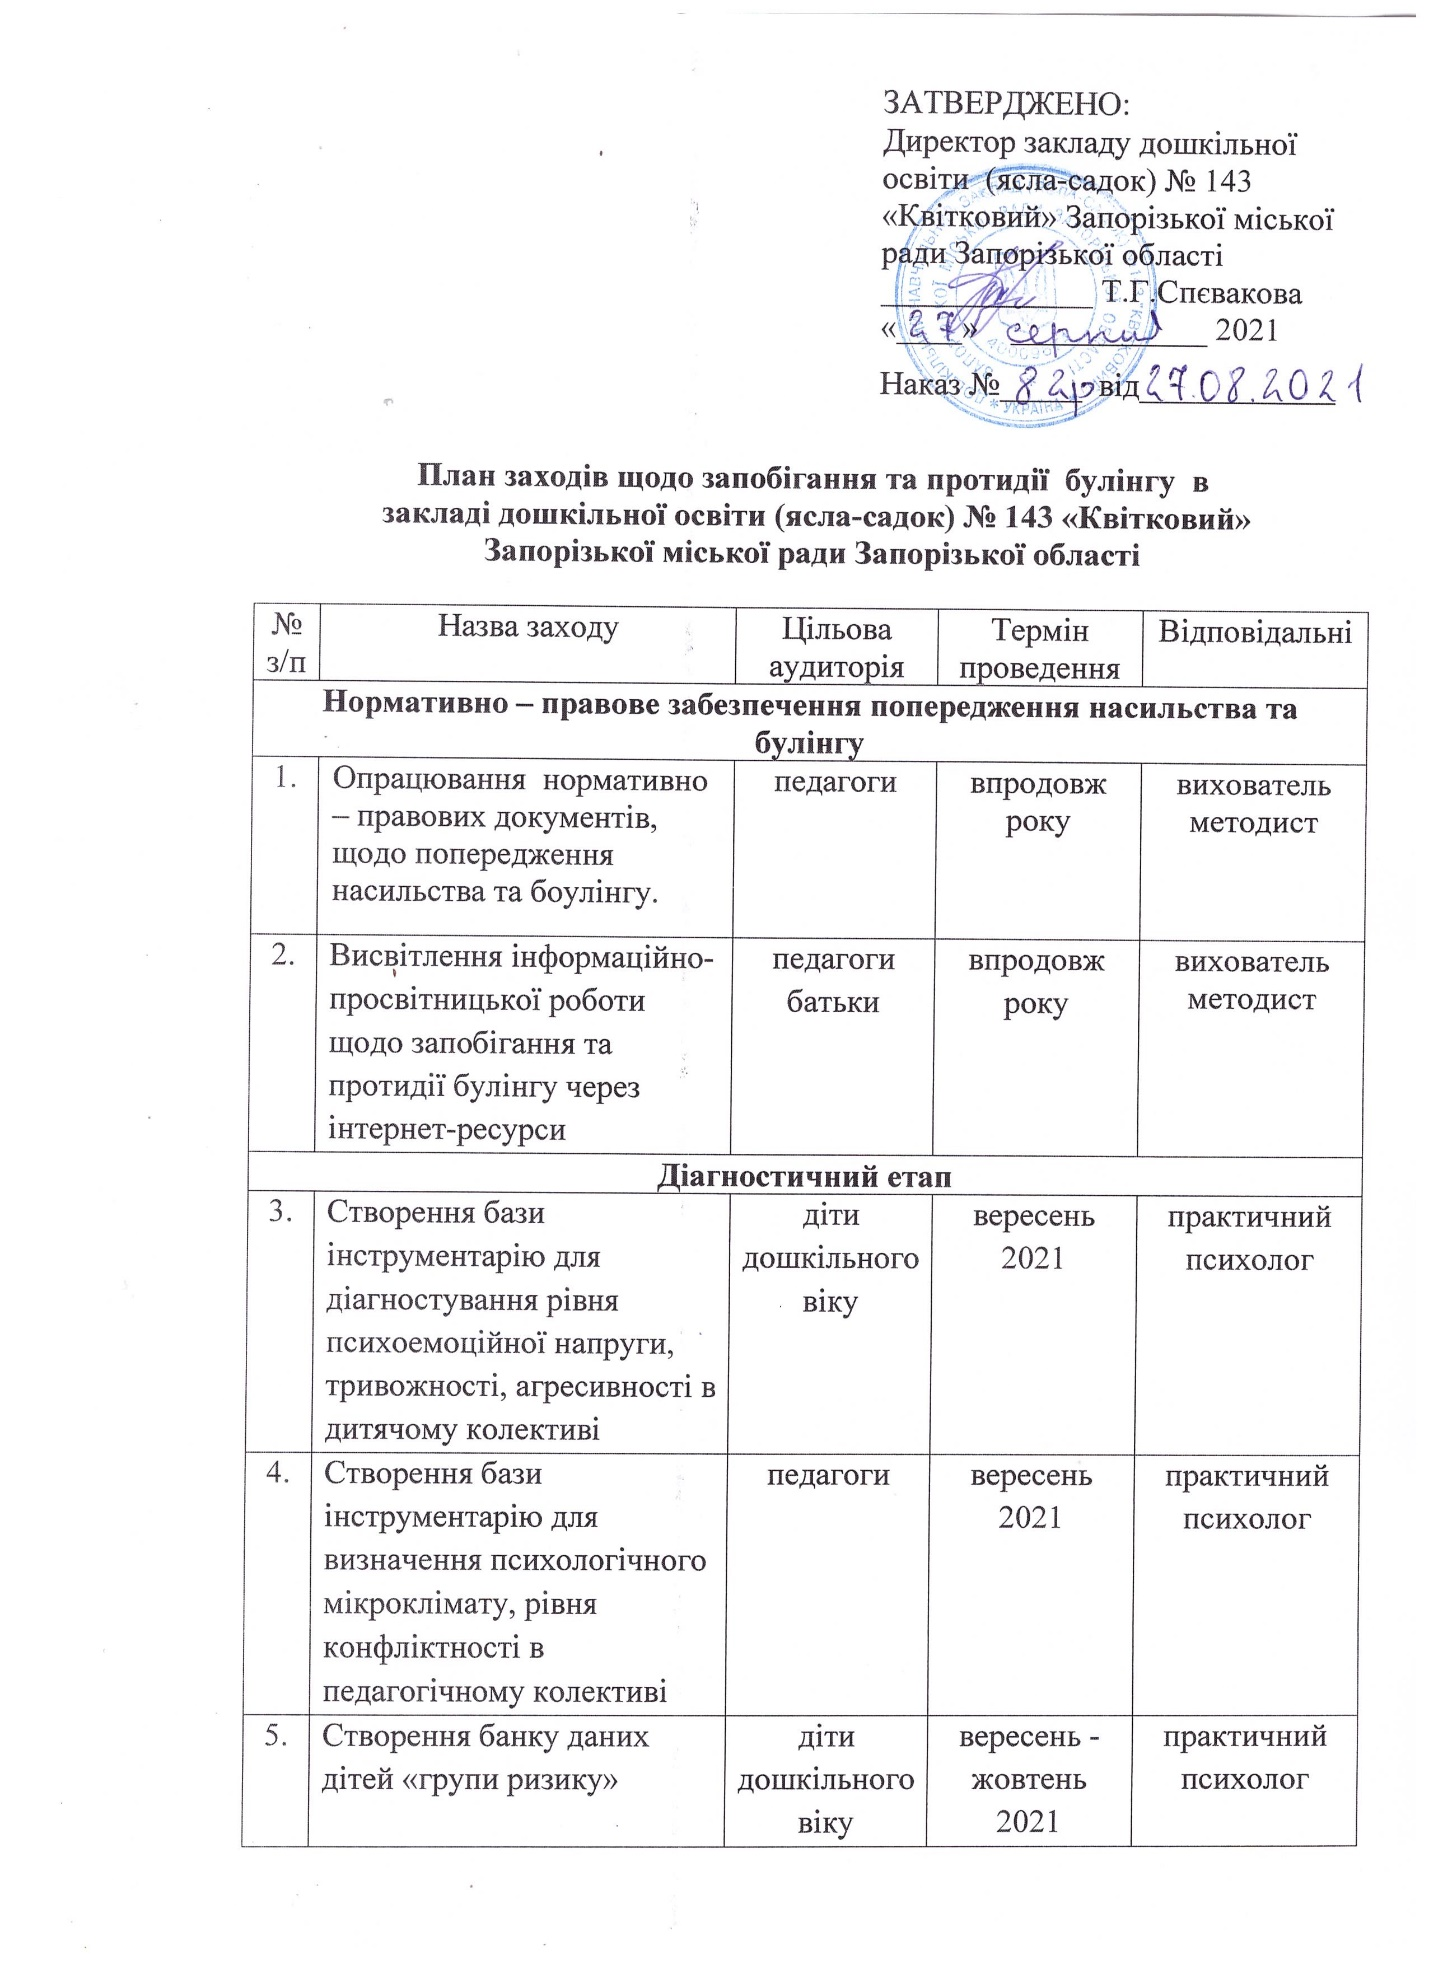 ЗАТВЕРДЖЕНО:
Директор закладу дошкільної
освіти (ясла-садок) № 143
«Квітковий» Запорізької міської
ради Запорізької області
Т.Г.Спєвакова
«27» серпня 2021
Наказ № 82р від 27.08.2021
План заходів щодо запобігання та протидії булінгу в
закладі дошкільної освіти (ясла-садок) № 143 «Квітковий»
Запорізької міської ради Запорізької області
№ з/п
Назва заходу
Цільова
аудиторія
Термін
проведення
Відповідальні
Нормативно – правове забезпечення попередження насильства та
булінгу
1.
Опрацювання нормативно
– правових документів,
щодо попередження
насильства та боулінгу.
педагоги
впродовж
року
вихователь
методист
2.
Висвітлення інформаційно-
просвітницької роботи
щодо запобігання та
протидії булінгу через
інтернет-ресурси
педагоги
батьки
впродовж
року
вихователь
методист
Діагностичний етап
3.
Створення бази
інструментарію для
діагностування рівня
психоемоційної напруги,
тривожності, агресивності в
дитячому колективі
діти
дошкільного
віку
вересень
2021
практичний
психолог
4.
Створення бази
інструментарію для
визначення психологічного
мікроклімату, рівня
конфліктності в
педагогічному колективі
педагоги
вересень
2021
практичний
психолог
5.
Створення банку даних
дітей «групи ризику»
діти
дошкільного
віку
вересень -
жовтень
2021
практичний
психолог